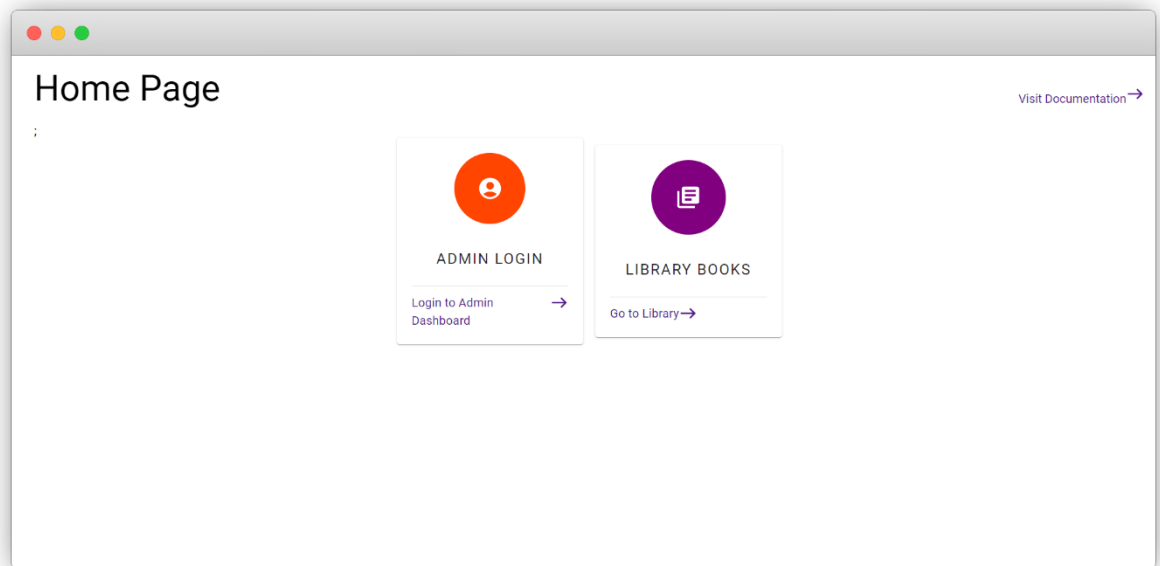 Home Page
Visit Documentation
;
ADMIN LOGIN
Login to Admin
Dashboard
LIBRARY BOOKS
Go to Library